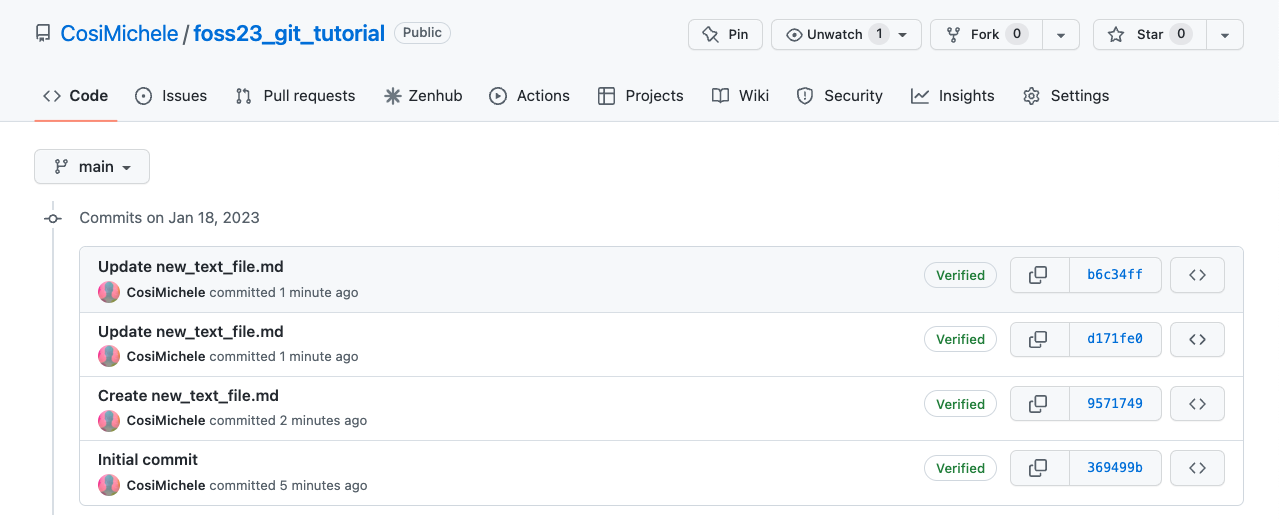 CosiMichele / foss23_git_tutorial Public Pin Unwatch 1 Fork 0 Star 0
Code Issues Pull requests Zenhub Actions Projects Wiki Security Insights Settings
main
Commits on Jan 18, 2023
Update new_text_file.md
CosiMichele committed 1 minute ago Verified b6c34ff
Update new_text_file.md
CosiMichele committed 1 minute ago Verified d171fe0
Create new_text_file.md
CosiMichele committed 2 minutes ago Verified 9571749
Initial commit
CosiMichele committed 5 minutes ago Verified 369499b